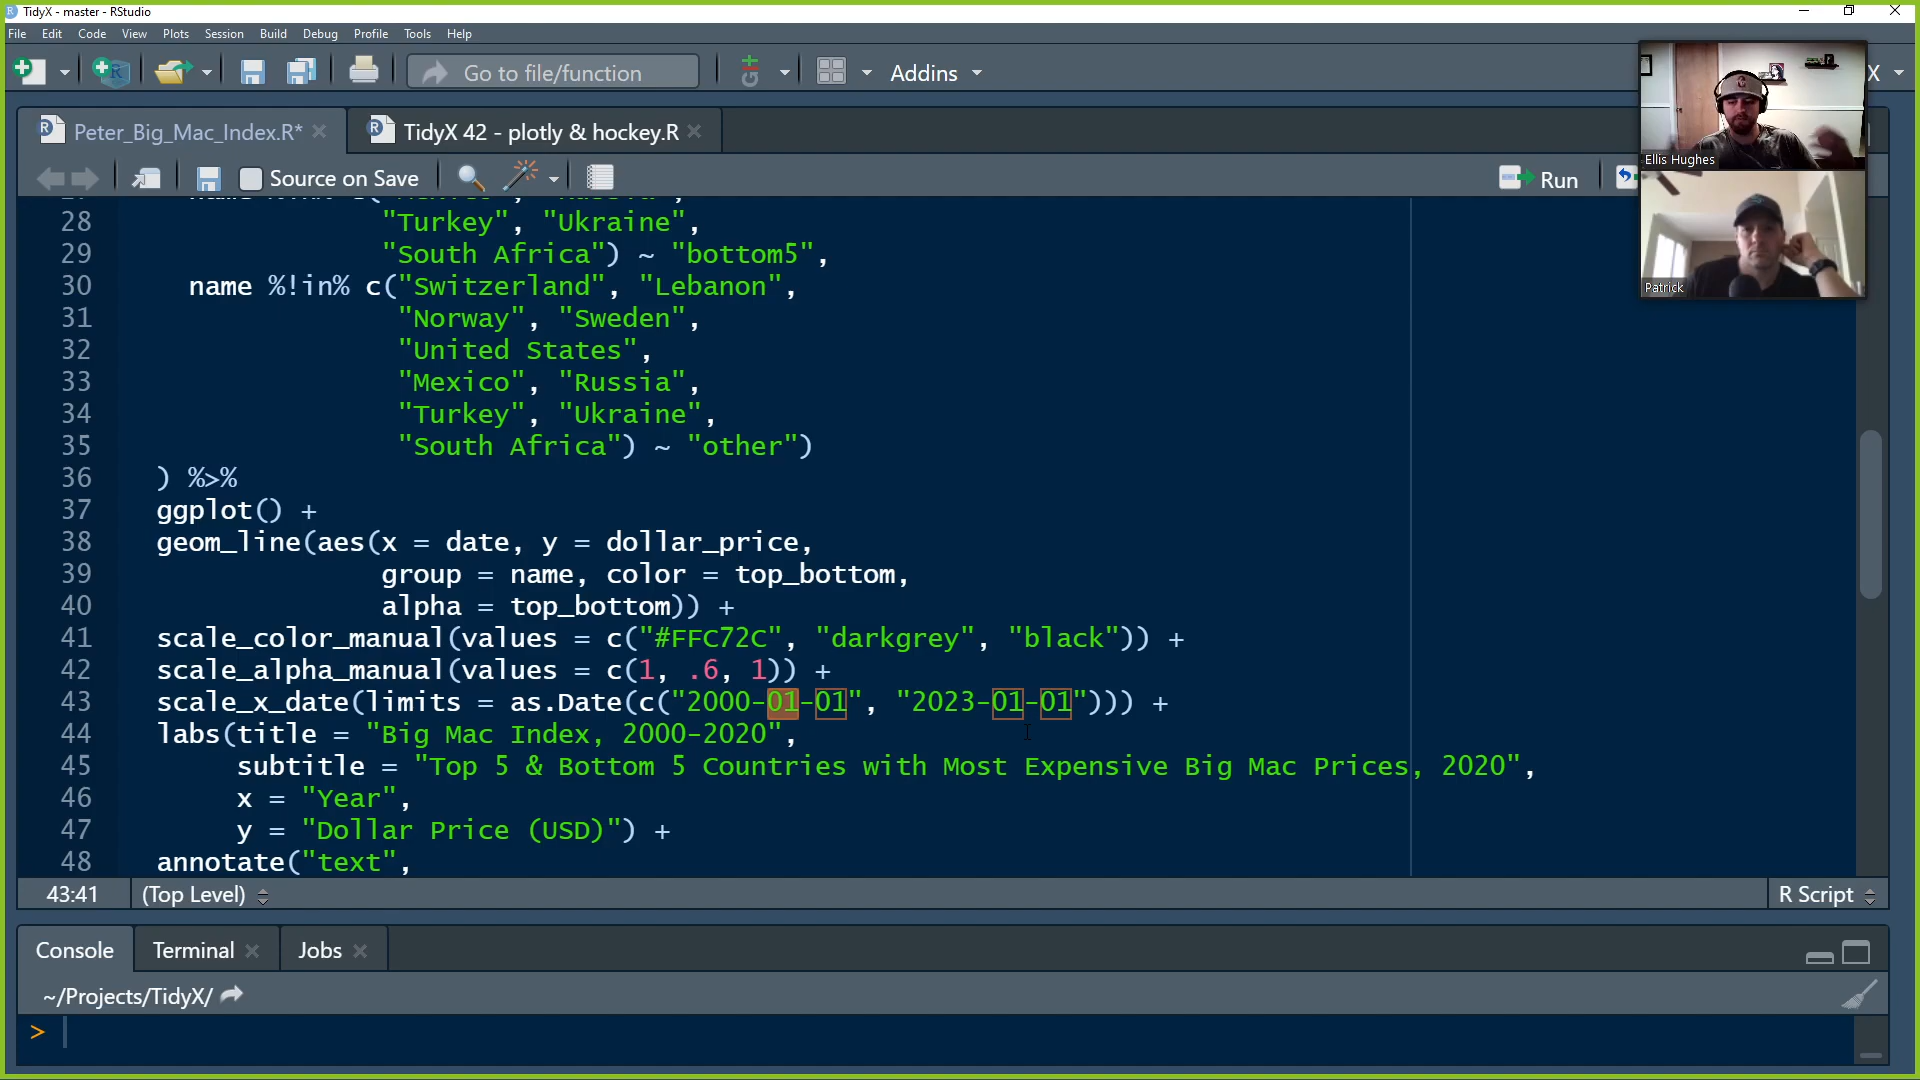 TidyX - master - RStudio
File Edit Code View Plots Session Build Debug Profile Tools Help
Go to file/function
Addins
X
Peter_Big_Mac_Index.R*
TidyX 42 - plotly & hockey.R
Source on Save
Run
Ellis Hughes
Patrick
28 "Turkey", "Ukraine",
29 "South Africa") ~ "bottom5",
30 name %!in% c("Switzerland", "Lebanon",
31 "Norway", "Sweden",
32 "United States",
33 "Mexico", "Russia",
34 "Turkey", "Ukraine",
35 "South Africa") ~ "other")
36 ) %>%
37 ggplot() +
38 geom_line(aes(x = date, y = dollar_price,
39 group = name, color = top_bottom,
40 alpha = top_bottom)) +
41 scale_color_manual(values = c("#FFC72C", "darkgrey", "black")) +
42 scale_alpha_manual(values = c(1, .6, 1)) +
43 scale_x_date(limits = as.Date(c("2000-01-01", "2023-01-01"))) +
44 labs(title = "Big Mac Index, 2000-2020",
45 subtitle = "Top 5 & Bottom 5 Countries with Most Expensive Big Mac Prices, 2020",
46 x = "Year",
47 y = "Dollar Price (USD)") +
48 annotate("text",
43:41 (Top Level) R Script
Console Terminal Jobs
~/Projects/TidyX/
>